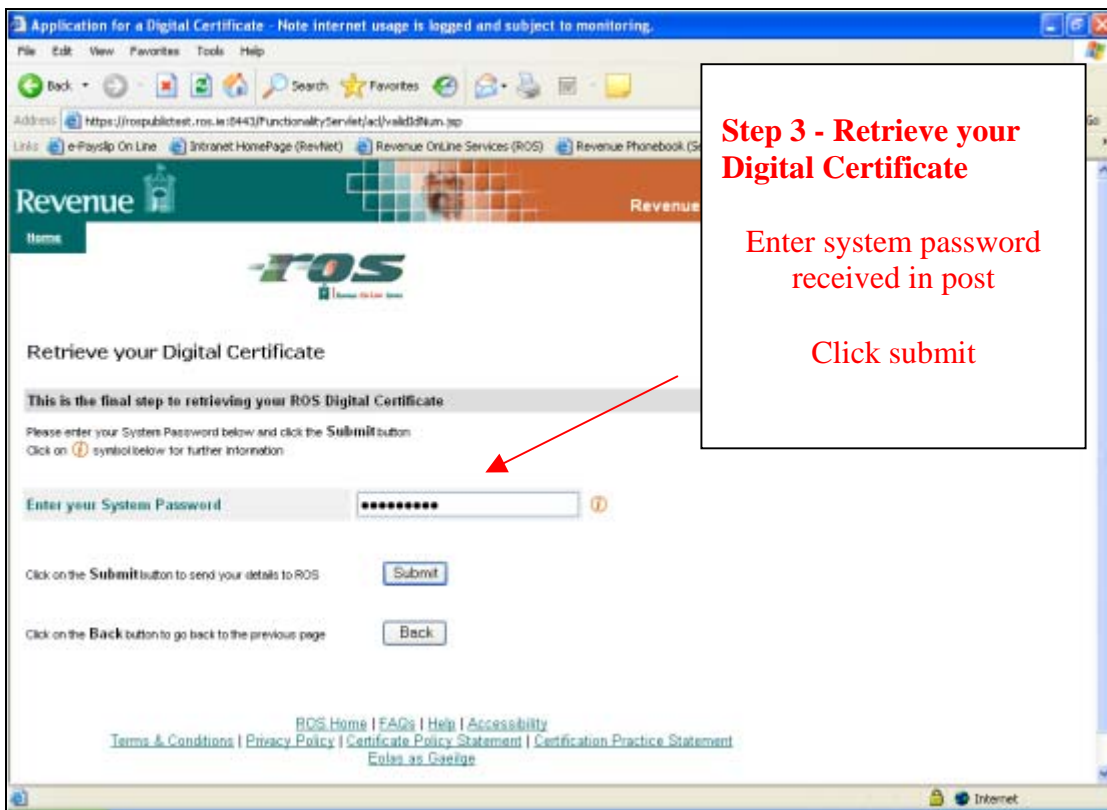 Application for a Digital Certificate - Note internet usage is logged and subject to monitoring.
File Edit View Favorites Tools Help
Back Search Favorites
Address https://rospublictest.ros.ie:8443/FunctionalityServlet/acl/validIdNum.jsp Go
Links e-Payslip On Line Intranet HomePage (RevNet) Revenue OnLine Services (ROS) Revenue Phonebook
Revenue Revenue
Home
ros
Revenue On-Line Service
Step 3 - Retrieve your
Digital Certificate
Enter system password
received in post
Click submit
Retrieve your Digital Certificate
This is the final step to retrieving your ROS Digital Certificate
Please enter your System Password below and click the Submit button
Click on i symbol below for further information
Enter your System Password ••••••••• i
Click on the Submit button to send your details to ROS Submit
Click on the Back button to go back to the previous page Back
ROS Home | FAQs | Help | Accessibility
Terms & Conditions | Privacy Policy | Certificate Policy Statement | Certification Practice Statement
Eolas as Gaeilge
Internet